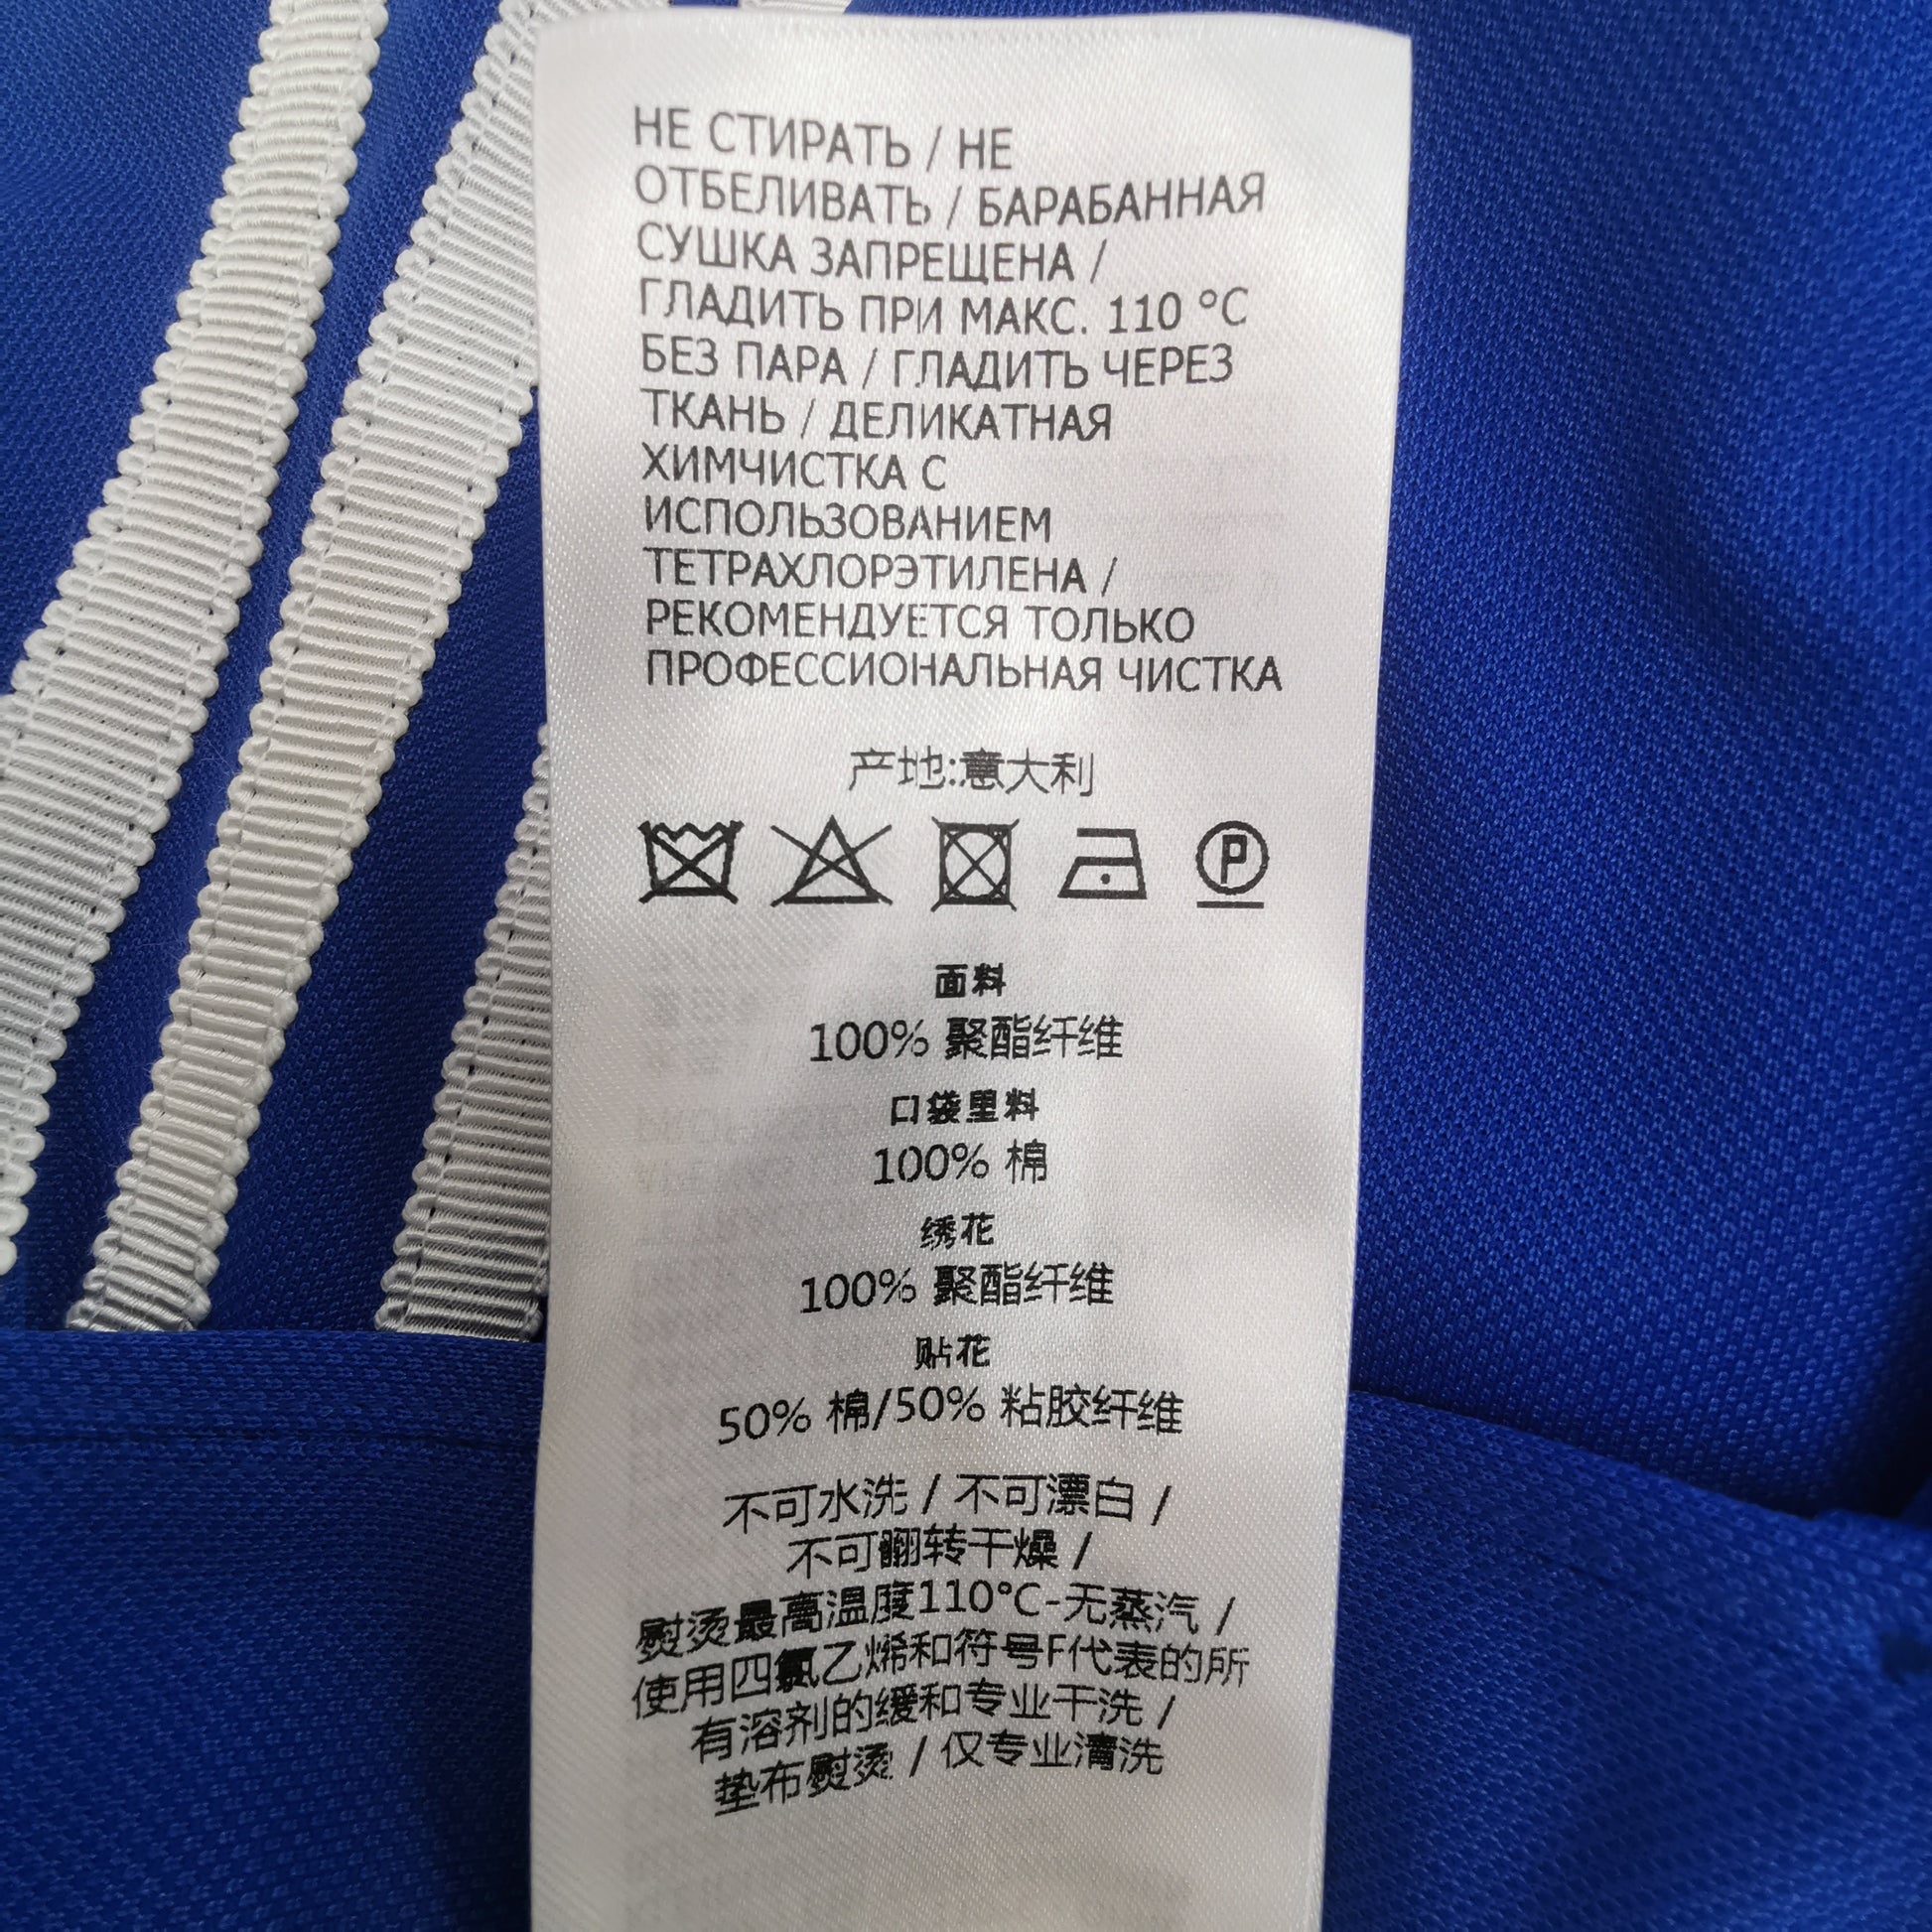 НЕ СТИРАТЬ / НЕ
ОТБЕЛИВАТЬ / БАРАБАННАЯ
СУШКА ЗАПРЕЩЕНА /
ГЛАДИТЬ ПРИ МАКС. 110 °C
БЕЗ ПАРА / ГЛАДИТЬ ЧЕРЕЗ
ТКАНЬ / ДЕЛИКАТНАЯ
ХИМЧИСТКА С
ИСПОЛЬЗОВАНИЕМ
ТЕТРАХЛОРЭТИЛЕНА /
РЕКОМЕНДУЕТСЯ ТОЛЬКО
ПРОФЕССИОНАЛЬНАЯ ЧИСТКА
产地:意大利
P
面料
100% 聚酯纤维
口袋里料
100% 棉
绣花
100% 聚酯纤维
贴花
50% 棉/50% 粘胶纤维
不可水洗 / 不可漂白 /
不可翻转干燥 /
熨烫最高温度110°C-无蒸汽 /
使用四氯乙烯和符号F代表的所
有溶剂的缓和专业干洗 /
垫布熨烫 / 仅专业清洗